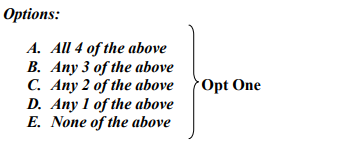 Options:
A. All 4 of the above
B. Any 3 of the above
C. Any 2 of the above
D. Any 1 of the above
E. None of the above
Opt One